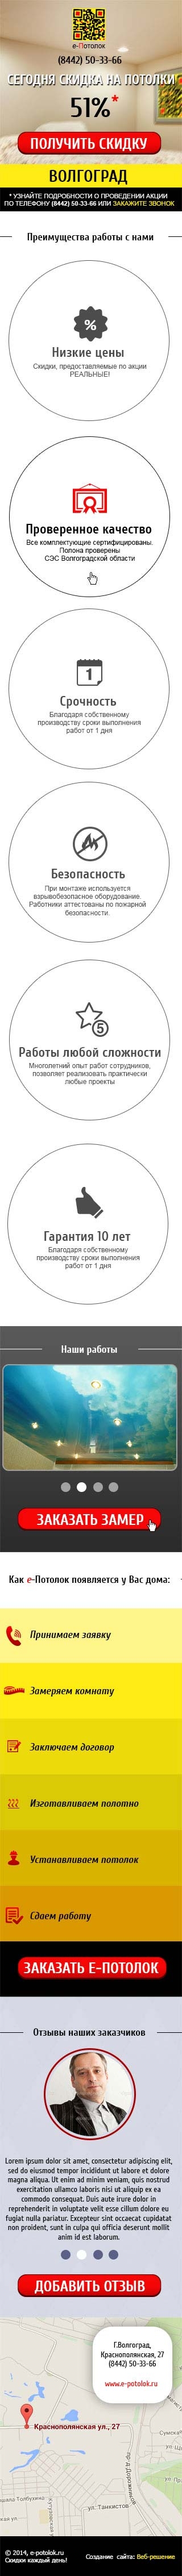 е-Потолок
(8442) 50-33-66
СЕГОДНЯ СКИДКА НА ПОТОЛКИ
51%*
ПОЛУЧИТЬ СКИДКУ
ВОЛГОГРАД
* УЗНАЙТЕ ПОДРОБНОСТИ О ПРОВЕДЕНИИ АКЦИИ
ПО ТЕЛЕФОНУ (8442) 50-33-66 ИЛИ ЗАКАЖИТЕ ЗВОНОК
Преимущества работы с нами
%
Низкие цены
Скидки, предоставляемые по акции
РЕАЛЬНЫЕ!
Проверенное качество
Все комплектующие сертифицированы.
Полона проверены
СЭС Волгоградской области
1
Срочность
Благодаря собственному
производству сроки выполнения
работ от 1 дня
Безопасность
При монтаже используется
взрывобезопасное оборудование.
Работники аттестованы по пожарной
безопасности.
5
Работы любой сложности
Многолетний опыт работ сотрудников,
позволяет реализовать практически
любые проекты
Гарантия 10 лет
Благодаря собственному
производству сроки выполнения
работ от 1 дня
Наши работы
ЗАКАЗАТЬ ЗАМЕР
Как е-Потолок появляется у Вас дома:
Принимаем заявку
Замеряем комнату
Заключаем договор
Изготавливаем полотно
Устанавливаем потолок
Сдаем работу
ЗАКАЗАТЬ Е-ПОТОЛОК
Отзывы наших заказчиков
Lorem ipsum dolor sit amet, consectetur adipiscing elit,
sed do eiusmod tempor incididunt ut labore et dolore
magna aliqua. Ut enim ad minim veniam, quis nostrud
exercitation ullamco laboris nisi ut aliquip ex ea
commodo consequat. Duis aute irure dolor in
reprehenderit in voluptate velit esse cillum dolore eu
fugiat nulla pariatur. Excepteur sint occaecat cupidatat
non proident, sunt in culpa qui officia deserunt mollit
anim id est laborum.
ДОБАВИТЬ ОТЗЫВ
Г.Волгоград,
Краснополянская, 27
(8442) 50-33-66
www.e-potolok.ru
Краснополянская ул., 27
ул. Танкистов
© 2014, e-potolok.ru
Скидки каждый день!
Создание сайта: Веб-решение